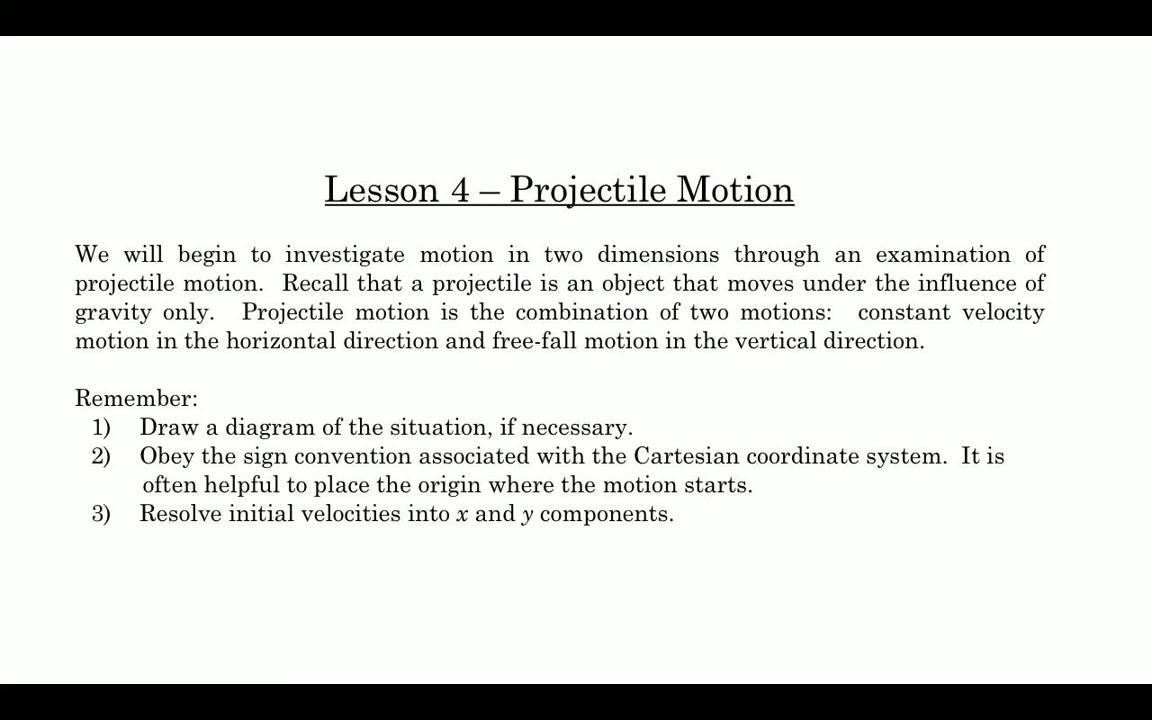 Lesson 4 – Projectile Motion
We will begin to investigate motion in two dimensions through an examination of
projectile motion. Recall that a projectile is an object that moves under the influence of
gravity only. Projectile motion is the combination of two motions: constant velocity
motion in the horizontal direction and free-fall motion in the vertical direction.
Remember:
1) Draw a diagram of the situation, if necessary.
2) Obey the sign convention associated with the Cartesian coordinate system. It is
often helpful to place the origin where the motion starts.
3) Resolve initial velocities into x and y components.